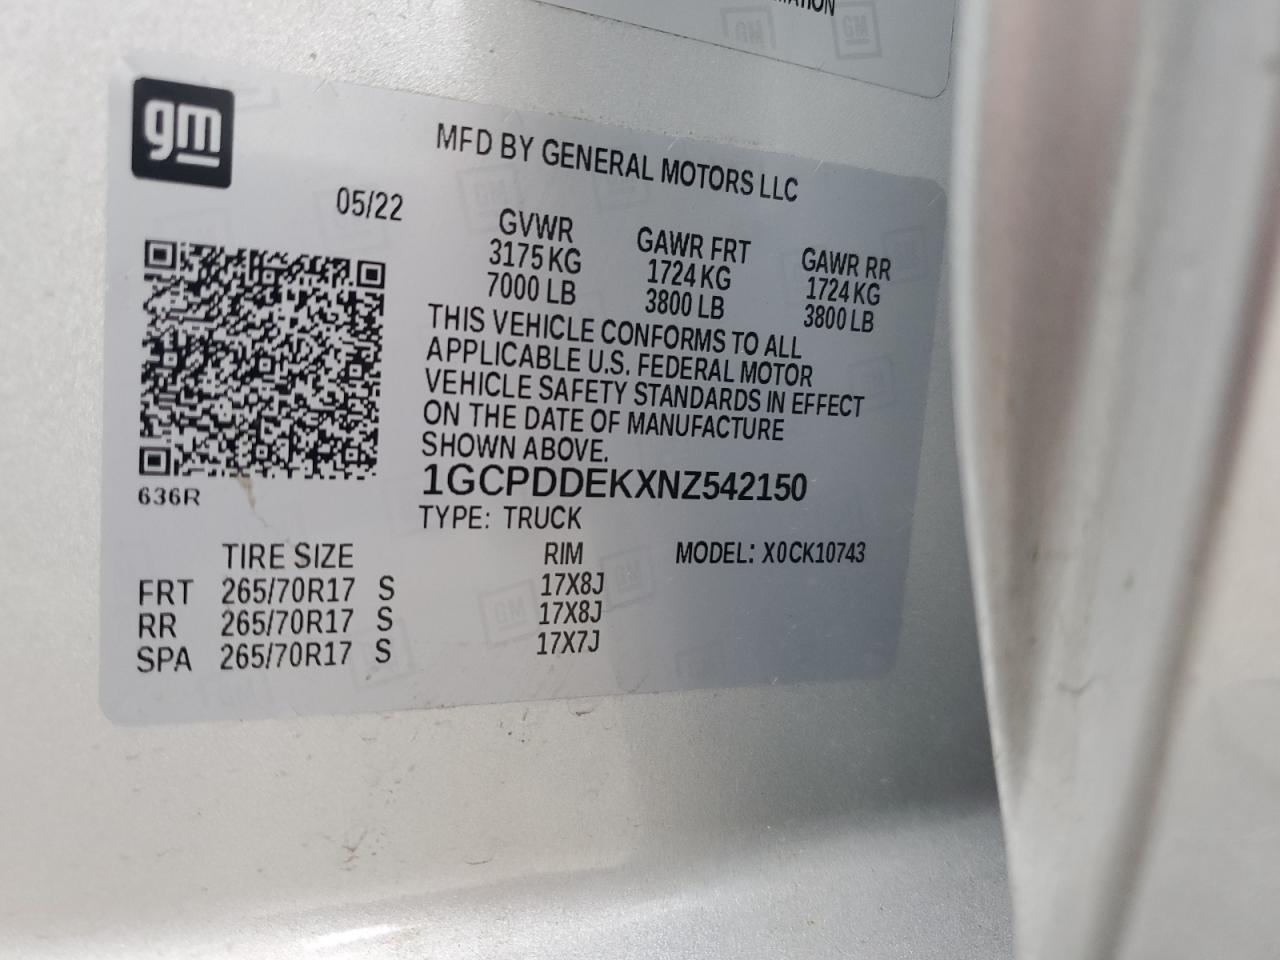 gm
MFD BY GENERAL MOTORS LLC
05/22
GVWR GAWR FRT GAWR RR
3175 KG 1724 KG 1724 KG
7000 LB 3800 LB 3800 LB
THIS VEHICLE CONFORMS TO ALL
APPLICABLE U.S. FEDERAL MOTOR
VEHICLE SAFETY STANDARDS IN EFFECT
ON THE DATE OF MANUFACTURE
SHOWN ABOVE.
1GCPDDEKXNZ542150
636R
TYPE: TRUCK
TIRE SIZE RIM MODEL: X0CK10743
FRT 265/70R17 S 17X8J
RR 265/70R17 S 17X8J
SPA 265/70R17 S 17X7J